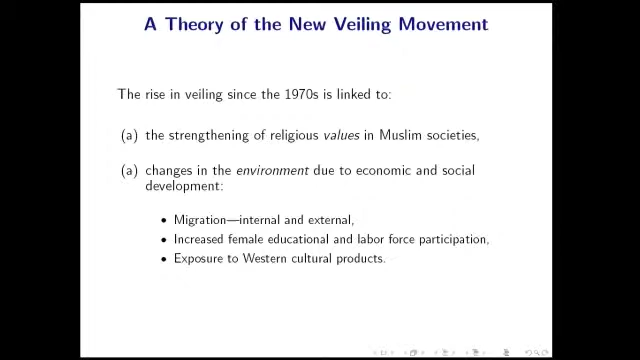 A Theory of the New Veiling Movement
The rise in veiling since the 1970s is linked to:
(a) the strengthening of religious values in Muslim societies,
(a) changes in the environment due to economic and social
development:
• Migration—internal and external,
• Increased female educational and labor force participation,
• Exposure to Western cultural products.